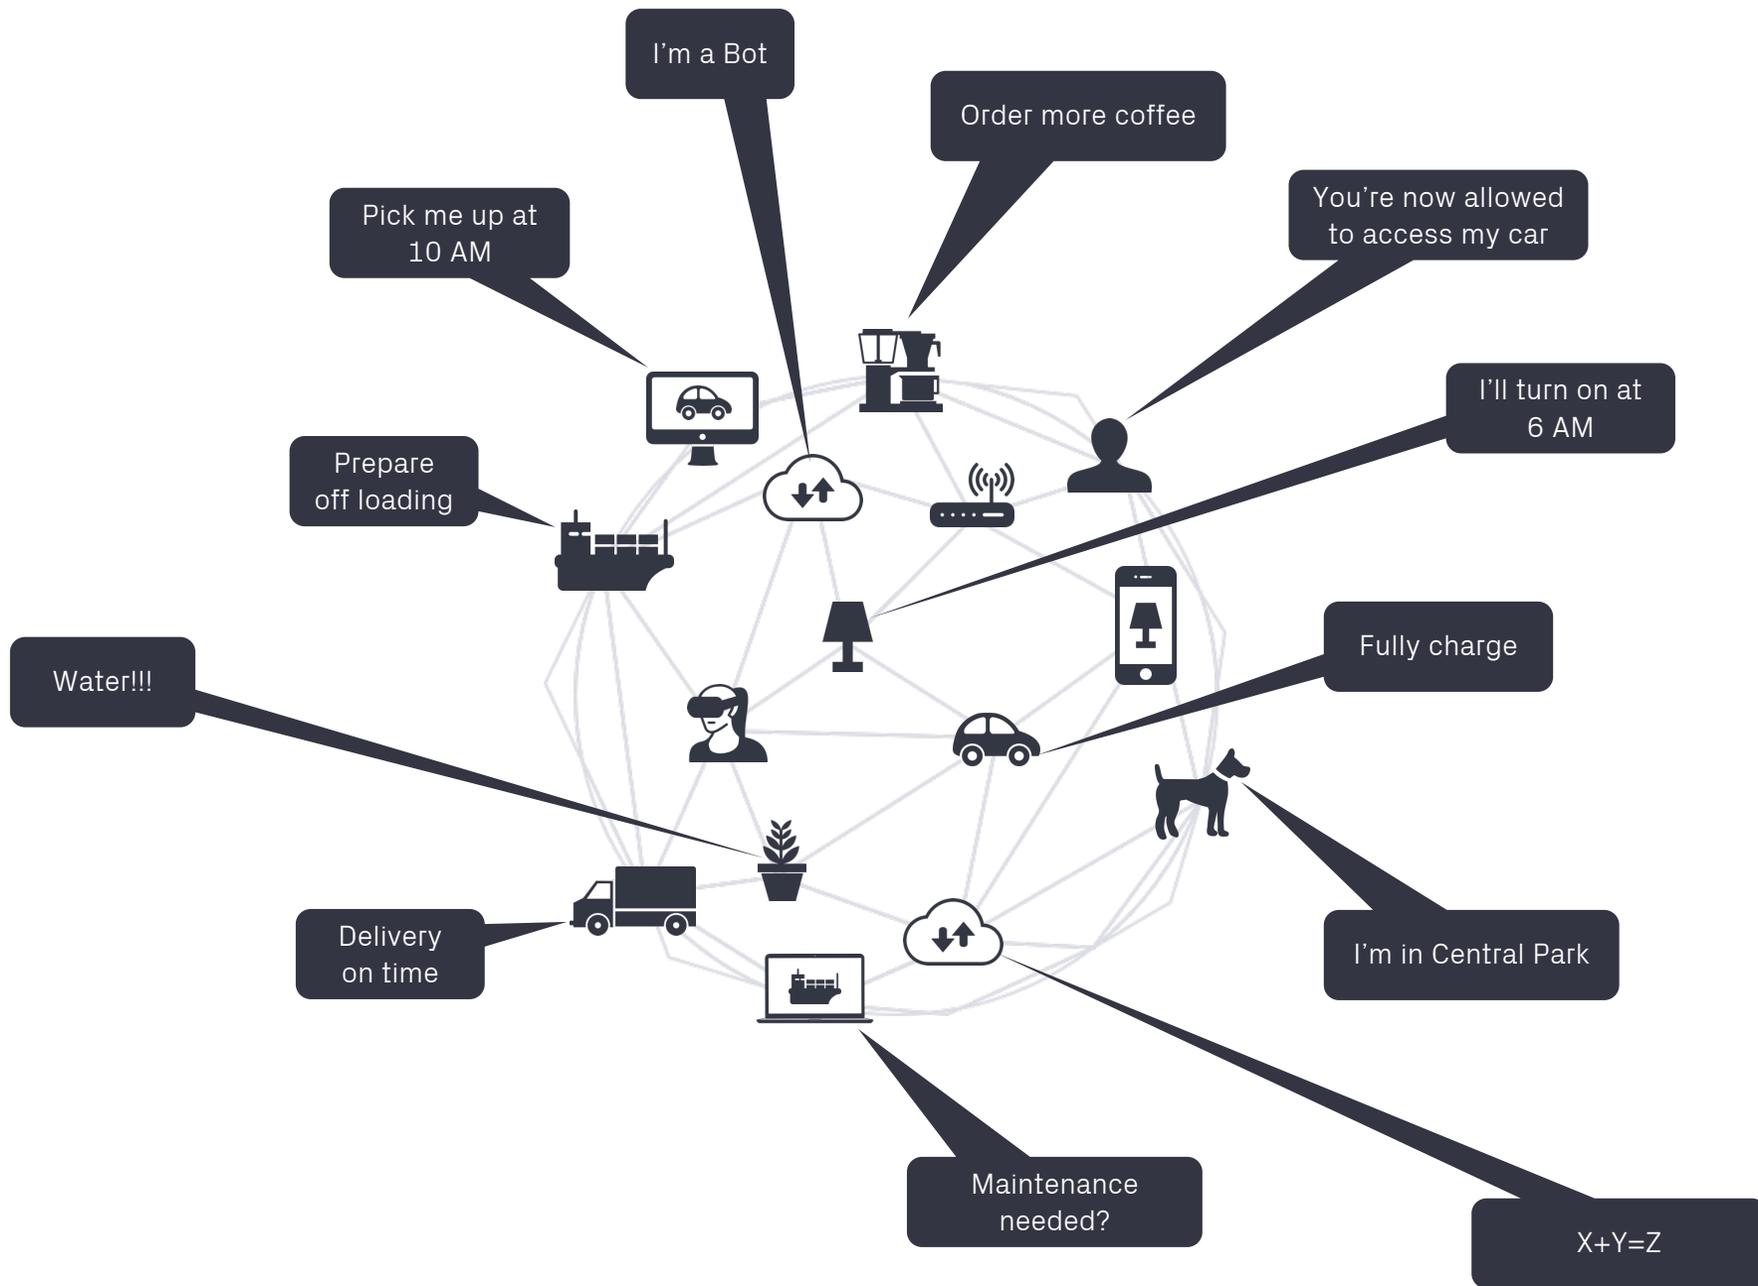 I'm a Bot
Order more coffee
Pick me up at
10 AM
You're now allowed
to access my car
I'll turn on at
6 AM
Prepare
off loading
Water!!!
Fully charge
Delivery
on time
I'm in Central Park
Maintenance
needed?
X+Y=Z